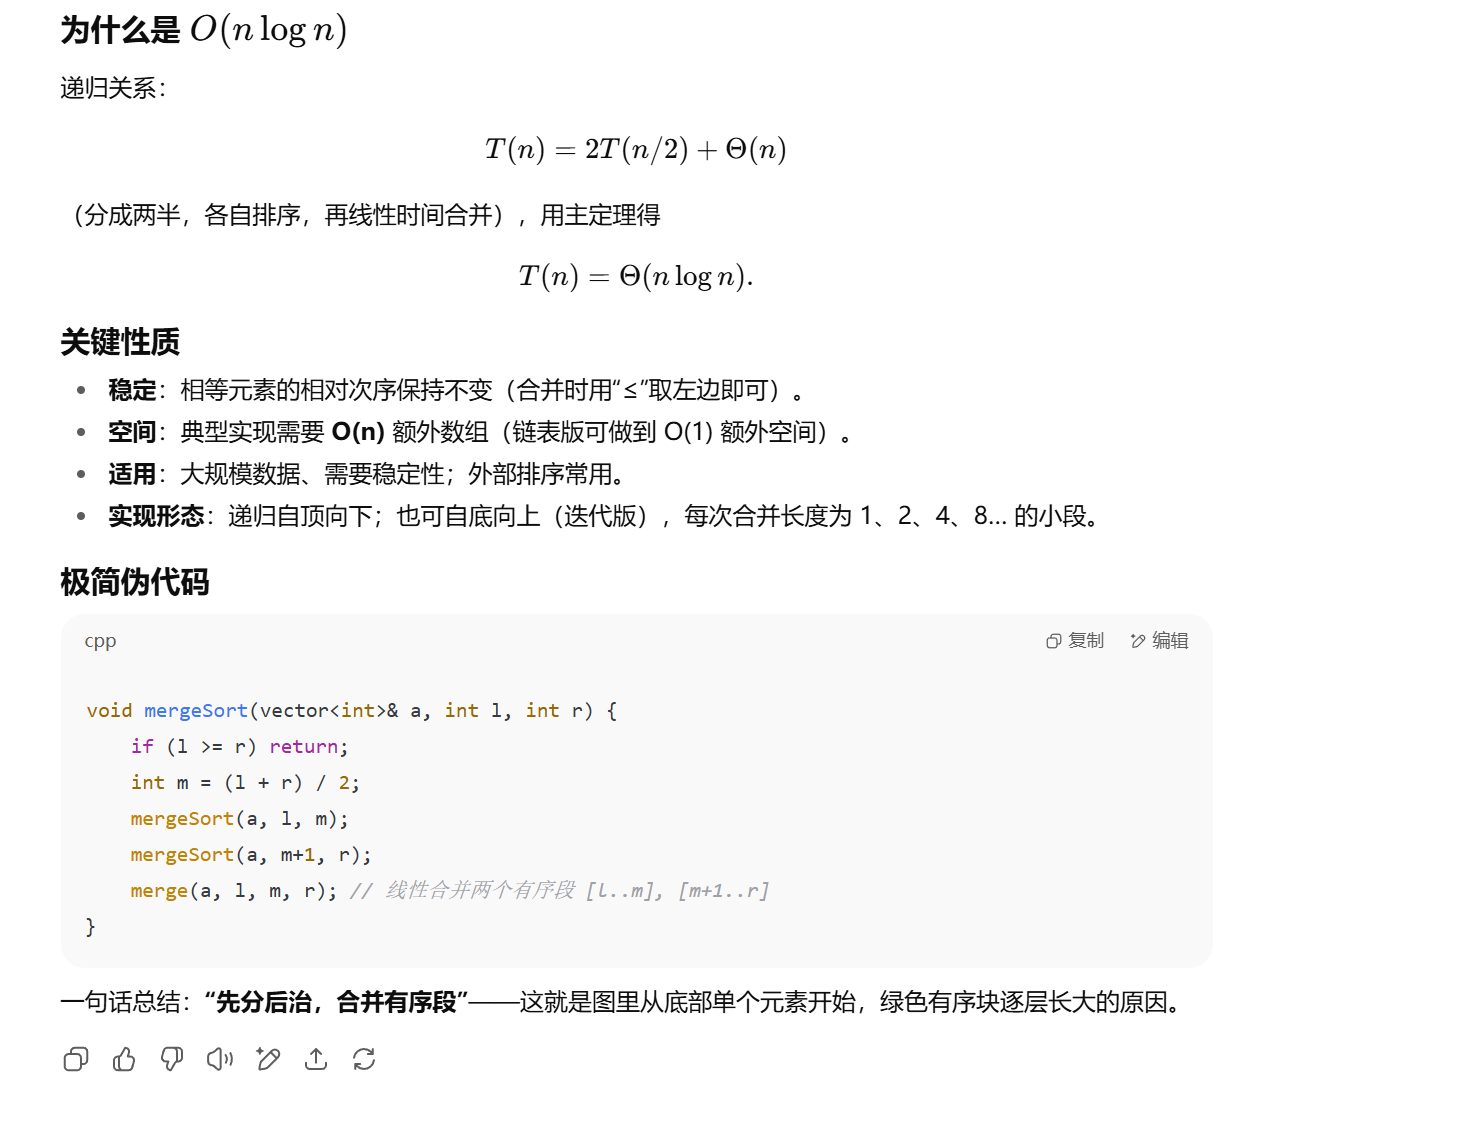 为什么是 O(n log n)
递归关系：
T(n) = 2T(n/2) + Θ(n)
（分成两半，各自排序，再线性时间合并），用主定理得
T(n) = Θ(n log n).
关键性质
• 稳定：相等元素的相对次序保持不变（合并时用“≤”取左边即可）。
• 空间：典型实现需要 O(n) 额外数组（链表版可做到 O(1) 额外空间）。
• 适用：大规模数据、需要稳定性；外部排序常用。
• 实现形态：递归自顶向下；也可自底向上（迭代版），每次合并长度为 1、2、4、8… 的小段。
极简伪代码
cpp 复制 编辑
void mergeSort(vector<int>& a, int l, int r) {
    if (l >= r) return;
    int m = (l + r) / 2;
    mergeSort(a, l, m);
    mergeSort(a, m+1, r);
    merge(a, l, m, r); // 线性合并两个有序段 [l..m], [m+1..r]
}
一句话总结：“先分后治，合并有序段”——这就是图里从底部单个元素开始，绿色有序块逐层长大的原因。